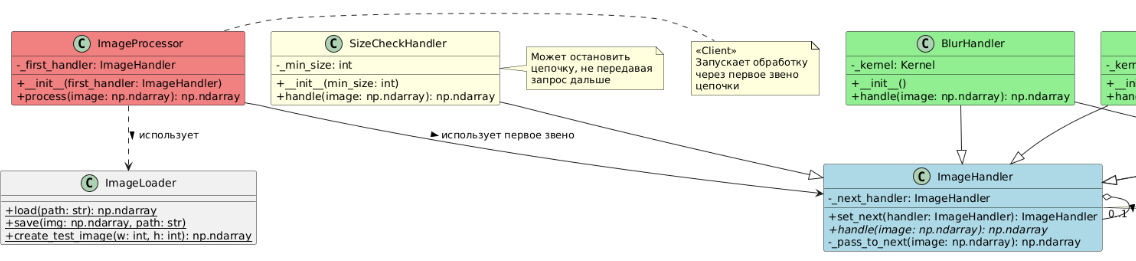 C ImageProcessor
-_first_handler: ImageHandler
+__init__(first_handler: ImageHandler)
+process(image: np.ndarray): np.ndarray
C SizeCheckHandler
-_min_size: int
+__init__(min_size: int)
+handle(image: np.ndarray): np.ndarray
Может остановить
цепочку, не передавая
запрос дальше
«Client»
Запускает обработку
через первое звено
цепочки
C BlurHandler
-_kernel: Kernel
+__init__()
+handle(image: np.ndarray): np.ndarray
использует
использует первое звено
C ImageLoader
+load(path: str): np.ndarray
+save(img: np.ndarray, path: str)
+create_test_image(w: int, h: int): np.ndarray
C ImageHandler
-_next_handler: ImageHandler
+set_next(handler: ImageHandler): ImageHandler
+handle(image: np.ndarray): np.ndarray
-_pass_to_next(image: np.ndarray): np.ndarray
0..1